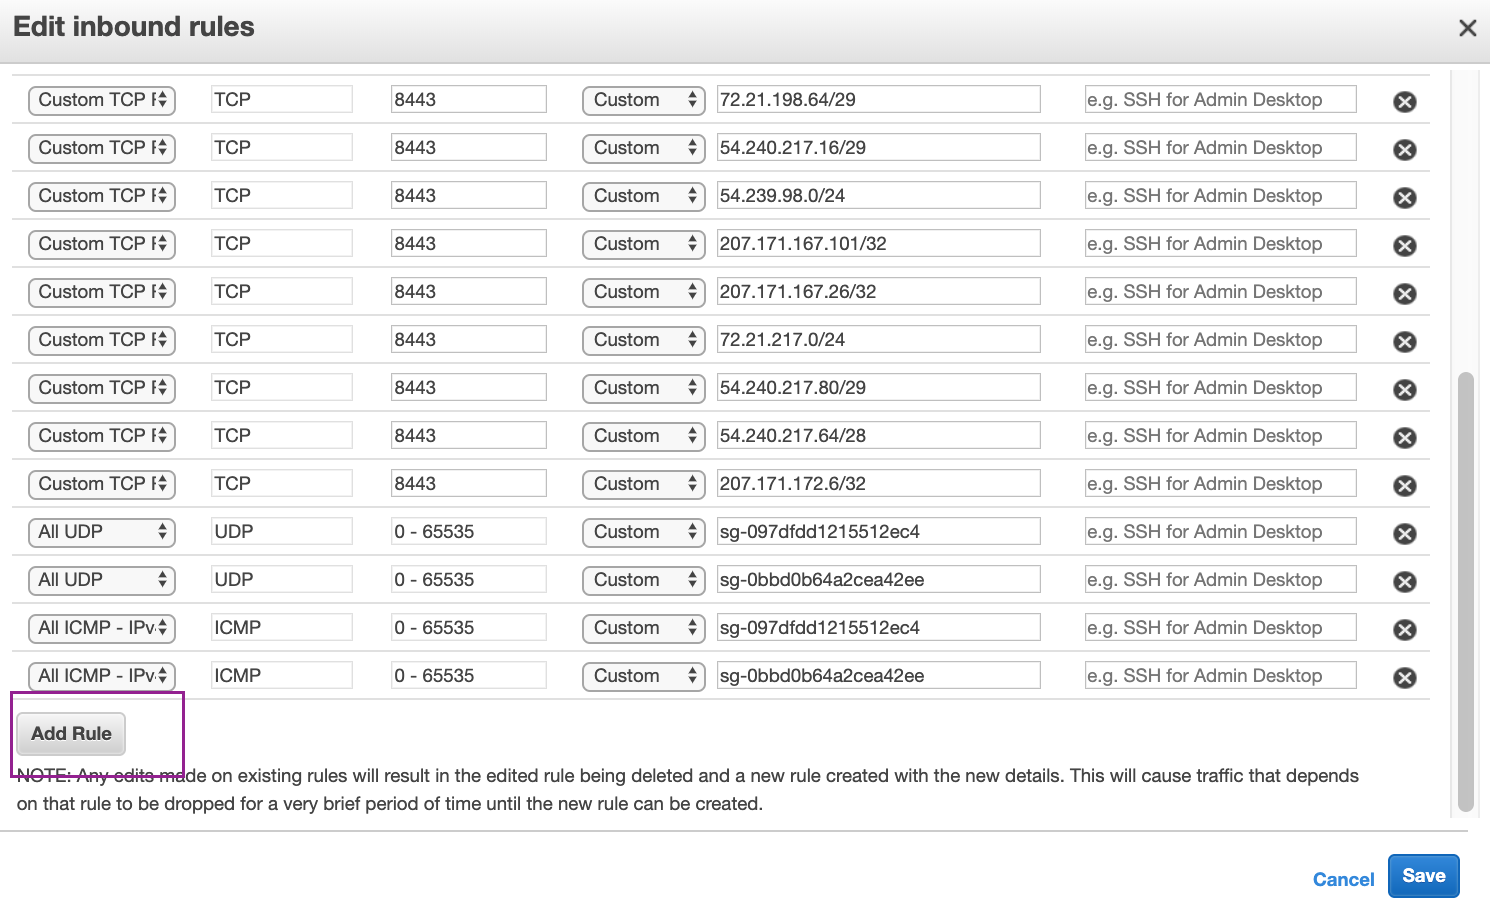 Edit inbound rules
Custom TCP TCP 8443 Custom 72.21.198.64/29 e.g. SSH for Admin Desktop
Custom TCP TCP 8443 Custom 54.240.217.16/29 e.g. SSH for Admin Desktop
Custom TCP TCP 8443 Custom 54.239.98.0/24 e.g. SSH for Admin Desktop
Custom TCP TCP 8443 Custom 207.171.167.101/32 e.g. SSH for Admin Desktop
Custom TCP TCP 8443 Custom 207.171.167.26/32 e.g. SSH for Admin Desktop
Custom TCP TCP 8443 Custom 72.21.217.0/24 e.g. SSH for Admin Desktop
Custom TCP TCP 8443 Custom 54.240.217.80/29 e.g. SSH for Admin Desktop
Custom TCP TCP 8443 Custom 54.240.217.64/28 e.g. SSH for Admin Desktop
Custom TCP TCP 8443 Custom 207.171.172.6/32 e.g. SSH for Admin Desktop
All UDP UDP 0 - 65535 Custom sg-097dfdd1215512ec4 e.g. SSH for Admin Desktop
All UDP UDP 0 - 65535 Custom sg-0bbd0b64a2cea42ee e.g. SSH for Admin Desktop
All ICMP - IPv ICMP 0 - 65535 Custom sg-097dfdd1215512ec4 e.g. SSH for Admin Desktop
All ICMP - IPv ICMP 0 - 65535 Custom sg-0bbd0b64a2cea42ee e.g. SSH for Admin Desktop
Add Rule
NOTE: Any edits made on existing rules will result in the edited rule being deleted and a new rule created with the new details. This will cause traffic that depends
on that rule to be dropped for a very brief period of time until the new rule can be created.
Cancel Save